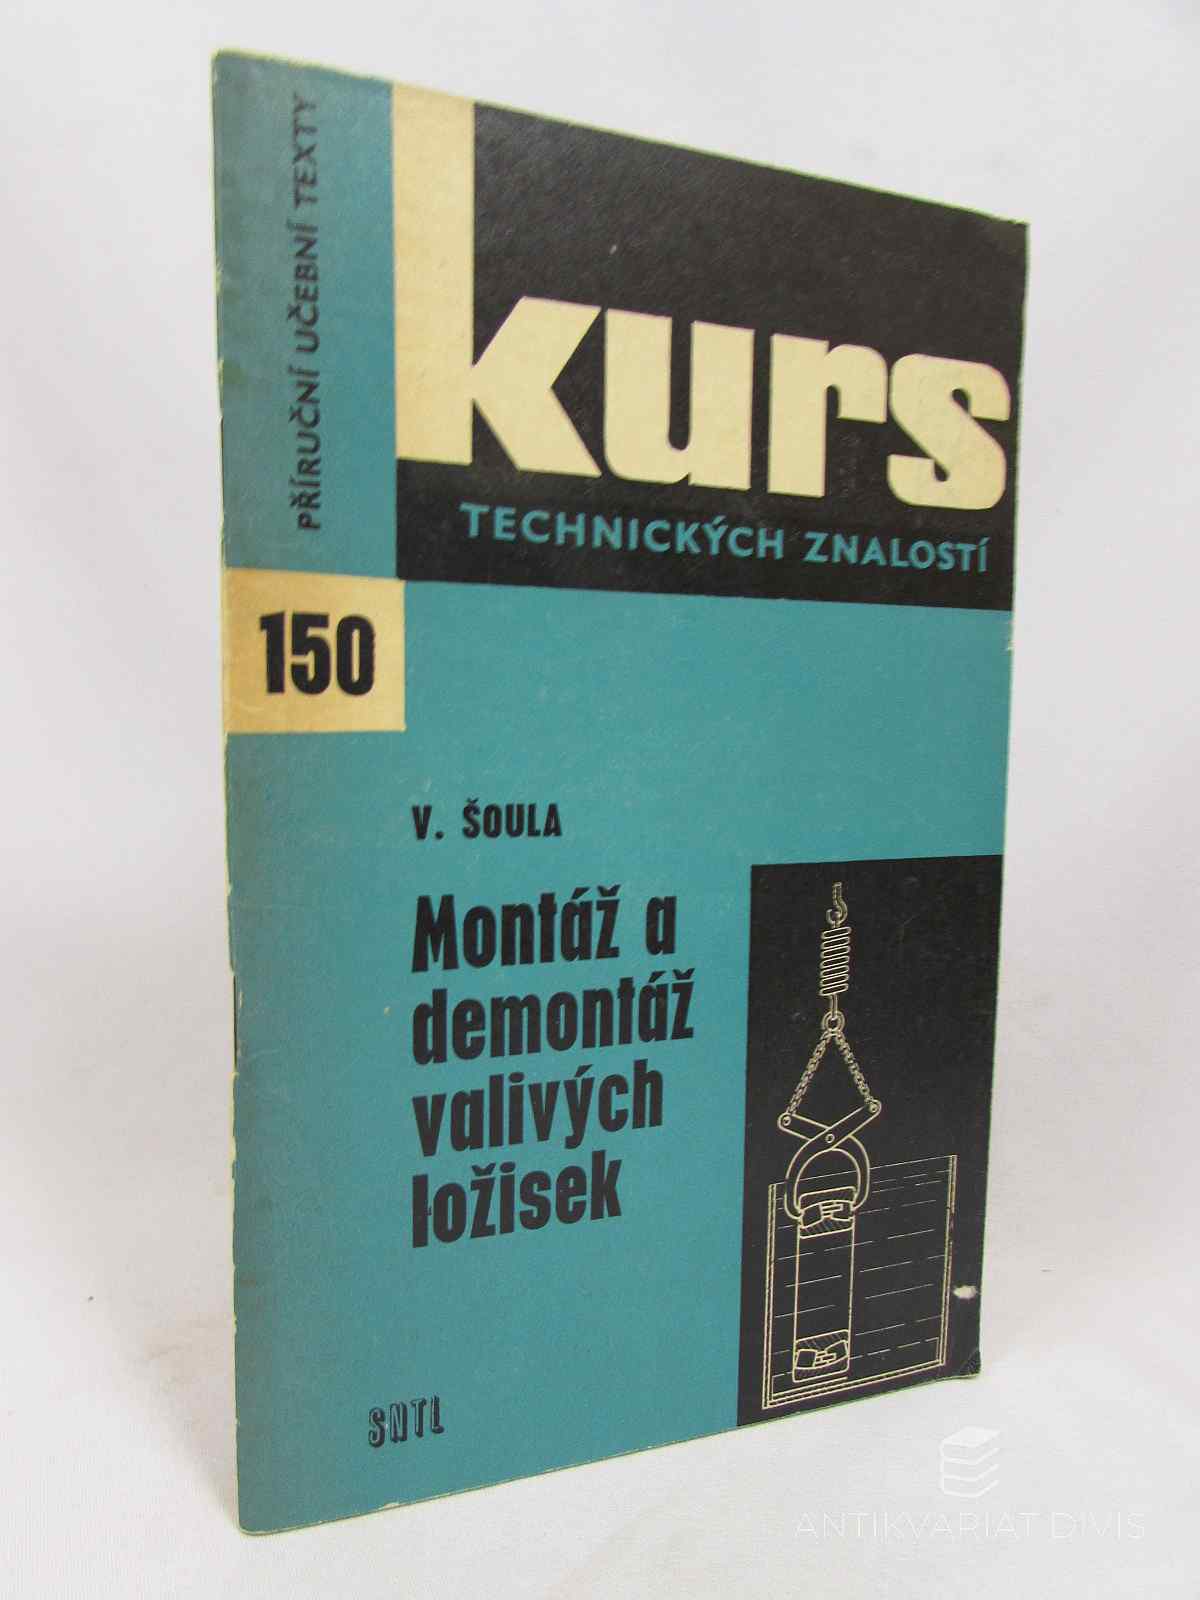 PŘÍRUČNÍ UČEBNÍ TEXTY
kurs
TECHNICKÝCH ZNALOSTÍ
150
V. ŠOULA
Montáž a
demontáž
valivých
ložisek
SNTL
ANTIKVARIAT DIVIS